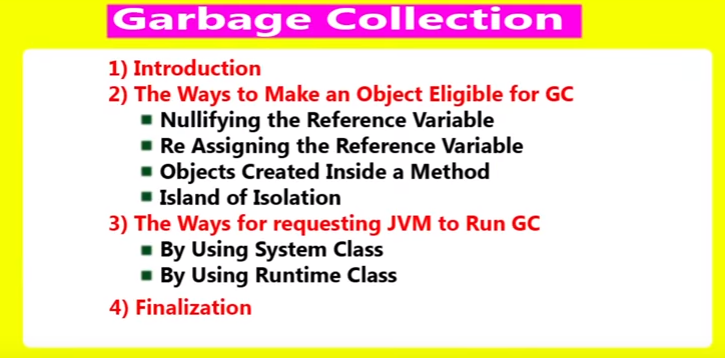 Garbage Collection
1) Introduction
2) The Ways to Make an Object Eligible for GC
Nullifying the Reference Variable
Re Assigning the Reference Variable
Objects Created Inside a Method
Island of Isolation
3) The Ways for requesting JVM to Run GC
By Using System Class
By Using Runtime Class
4) Finalization